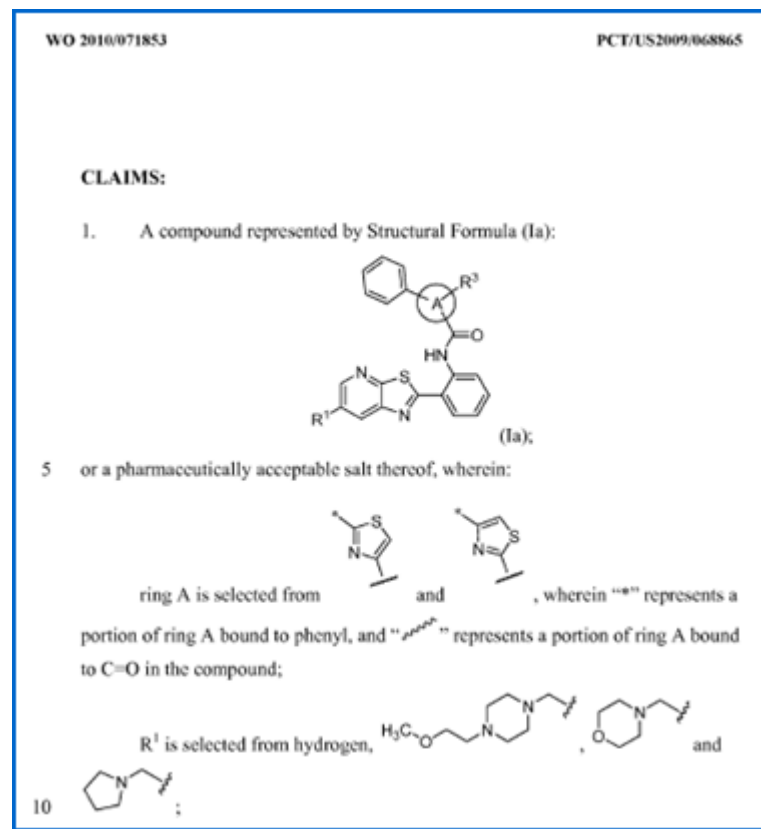 WO 2010/071853 PCT/US2009/068865
CLAIMS:
1. A compound represented by Structural Formula (Ia):
R³
A
O
HN
N S
R¹ N
(Ia);
5 or a pharmaceutically acceptable salt thereof, wherein:
* S * S
N N
ring A is selected from and , wherein “*” represents a
portion of ring A bound to phenyl, and “ ” represents a portion of ring A bound
to C=O in the compound;
N N
H₃C O N O
R¹ is selected from hydrogen, , and
N
10 ;